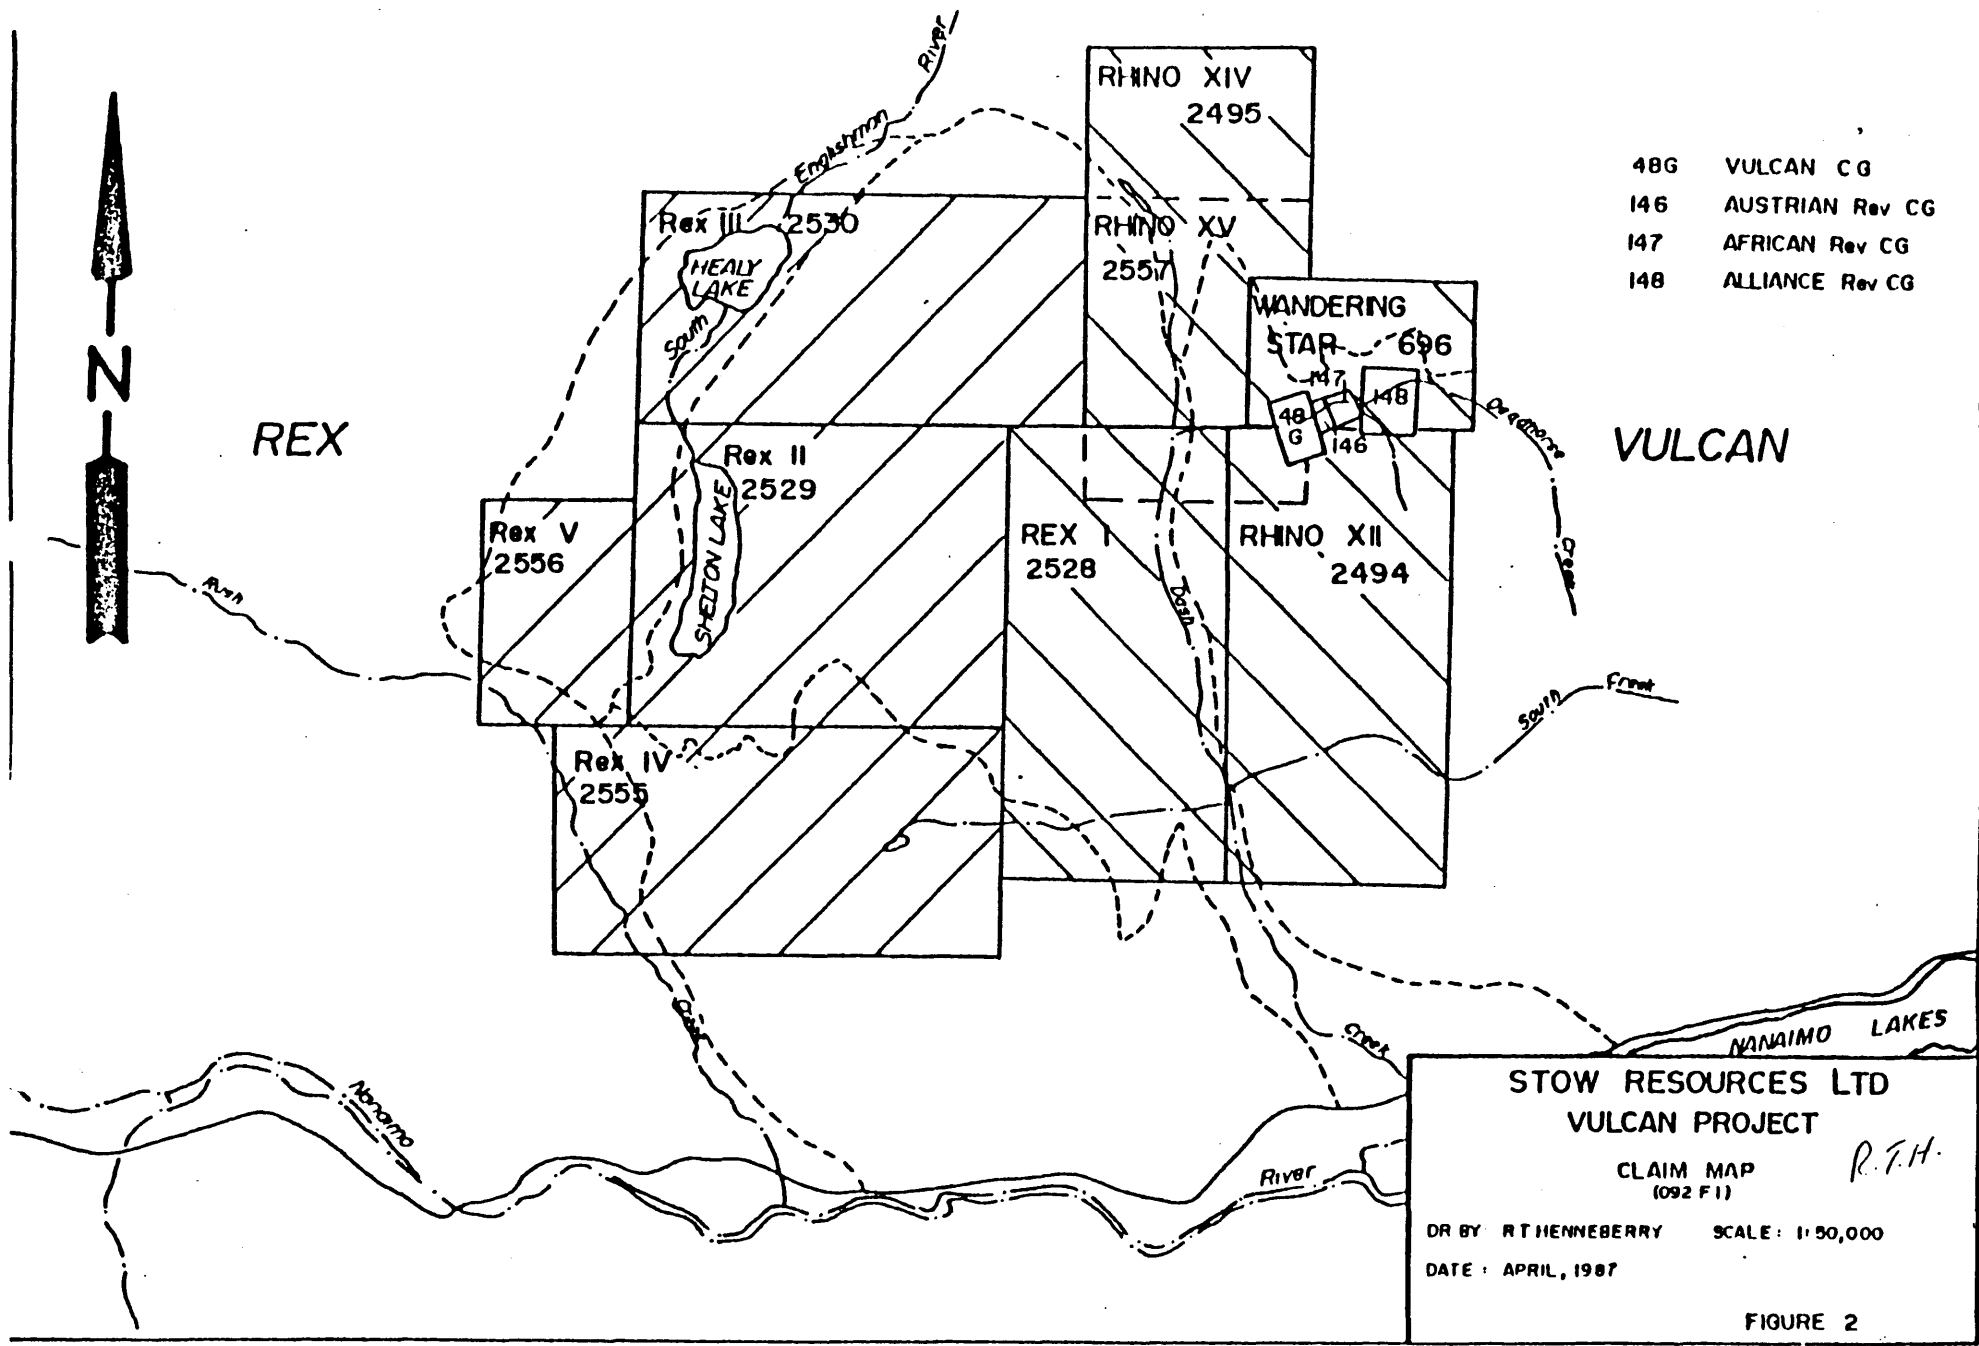 River
Englishman
RHINO XIV
2495
48G VULCAN C G
146 AUSTRIAN Rev CG
147 AFRICAN Rev CG
148 ALLIANCE Rev CG
Rex III 2530
HEALY
LAKE
South
RHINO XV
2557
WANDERING
STAR 696
147
148
48
G
146
Deadhorse
Creek
N
REX
VULCAN
Rex II
2529
SHELTON LAKE
Rex V
2556
REX I
2528
RHINO XII
2494
Rush
Dash
South
Rex IV
2555
Creek
Creek
NANAIMO LAKES
Nanaimo
River
STOW RESOURCES LTD
VULCAN PROJECT
CLAIM MAP
(092 F 1)
R.T.H.
DR BY R T HENNEBERRY SCALE: 1:50,000
DATE : APRIL, 1987
FIGURE 2